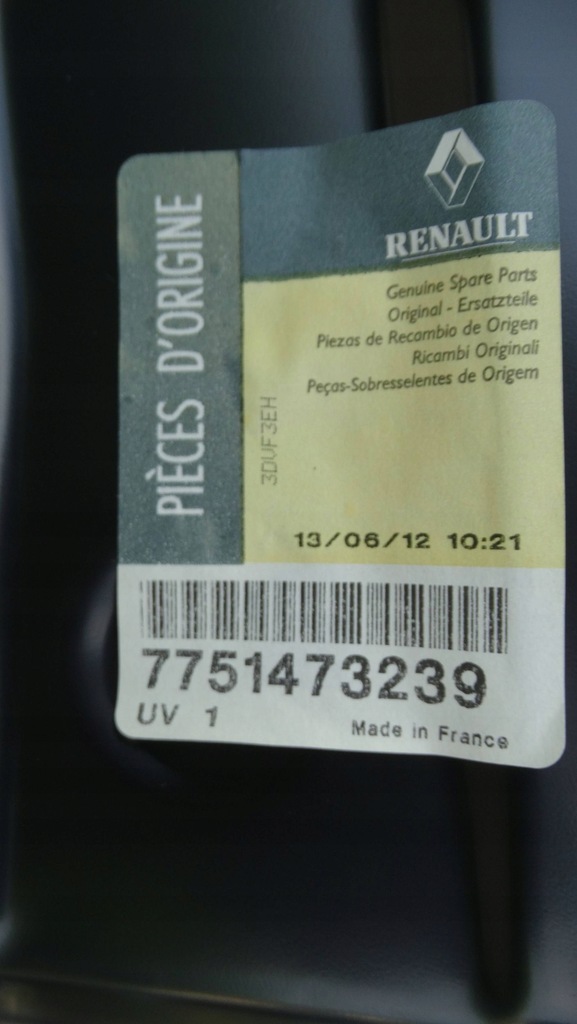 PIÈCES D'ORIGINE
RENAULT
Genuine Spare Parts
Original - Ersatzteile
Piezas de Recambio de Origen
Ricambi Originali
Peças-Sobresselentes de Origem
3DVF3EH
13/06/12 10:21
7751473239
UV 1
Made in France